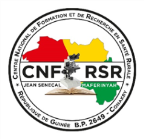 CENTRE NATIONAL DE FORMATION ET DE RECHERCHE EN SANTÉ RURALE
CNF RSR
JEAN SENECAL MAFERINYAH
RÉPUBLIQUE DE GUINÉE B.P. 2649 - CONAKRY